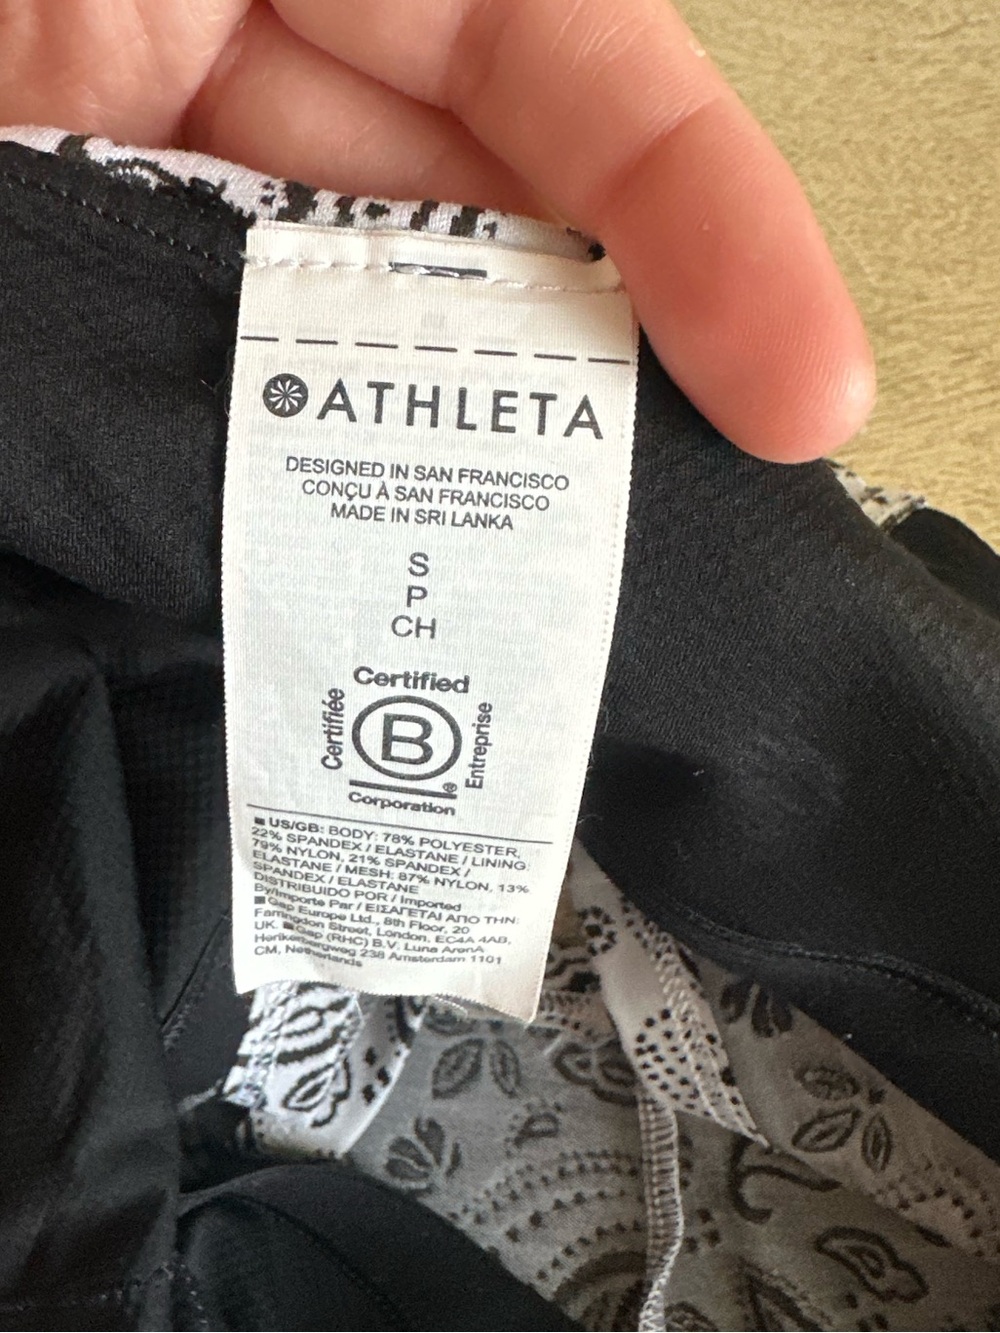 ATHLETA
DESIGNED IN SAN FRANCISCO
CONÇU À SAN FRANCISCO
MADE IN SRI LANKA
S
P
CH
Certified
Certifiée
B
Entreprise
®
Corporation
■ US/GB: BODY: 78% POLYESTER,
22% SPANDEX / ELASTANE / LINING:
79% NYLON, 21% SPANDEX /
ELASTANE / MESH: 87% NYLON, 13%
SPANDEX / ELASTANE
DISTRIBUIDO POR / Imported
By/Importe Par / ΕΙΣΑΓΕΤΑΙ ΑΠΟ ΤΗΝ:
■ Gap Europe Ltd., 8th Floor, 20
Farringdon Street, London, EC4A 4AB,
UK. ■ Gap (RHC) B.V. Luna ArenA
Herikerbergweg 238 Amsterdam 1101
CM, Netherlands